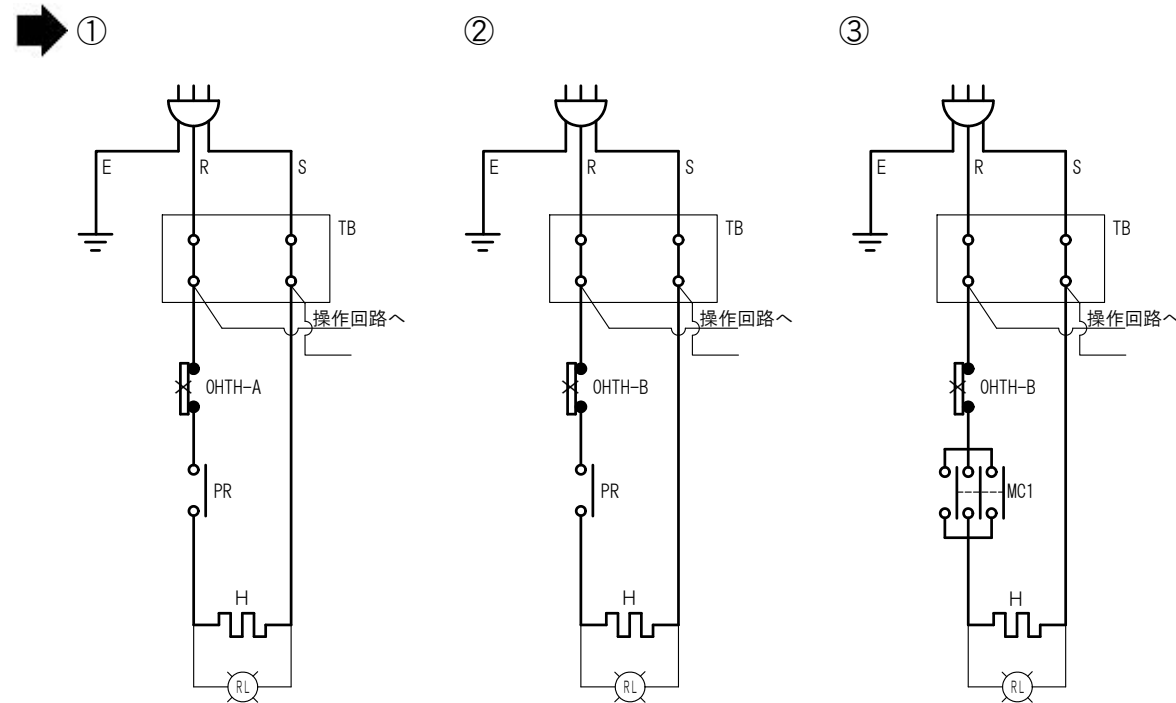 ① ② ③
E R S E R S E R S
TB TB TB
操作回路へ 操作回路へ 操作回路へ
OHTH-A OHTH-B OHTH-B
PR PR MC1
H H H
RL RL RL